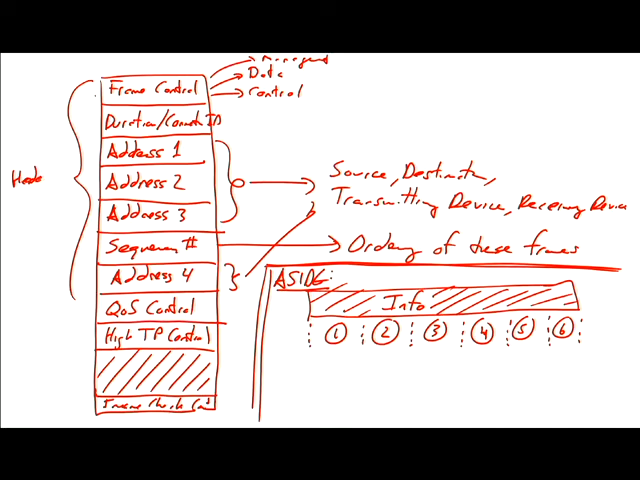 Data
Control
Frame Control
Duration/Connect ID
Address 1
Address 2
Address 3
Source, Destination,
Transmitting Device, Receiving Device
Sequence #
Ordering of these frames
Address 4
ASIDE:
Info
QoS Control
1 2 3 4 5 6
High TP Control
Frame Check